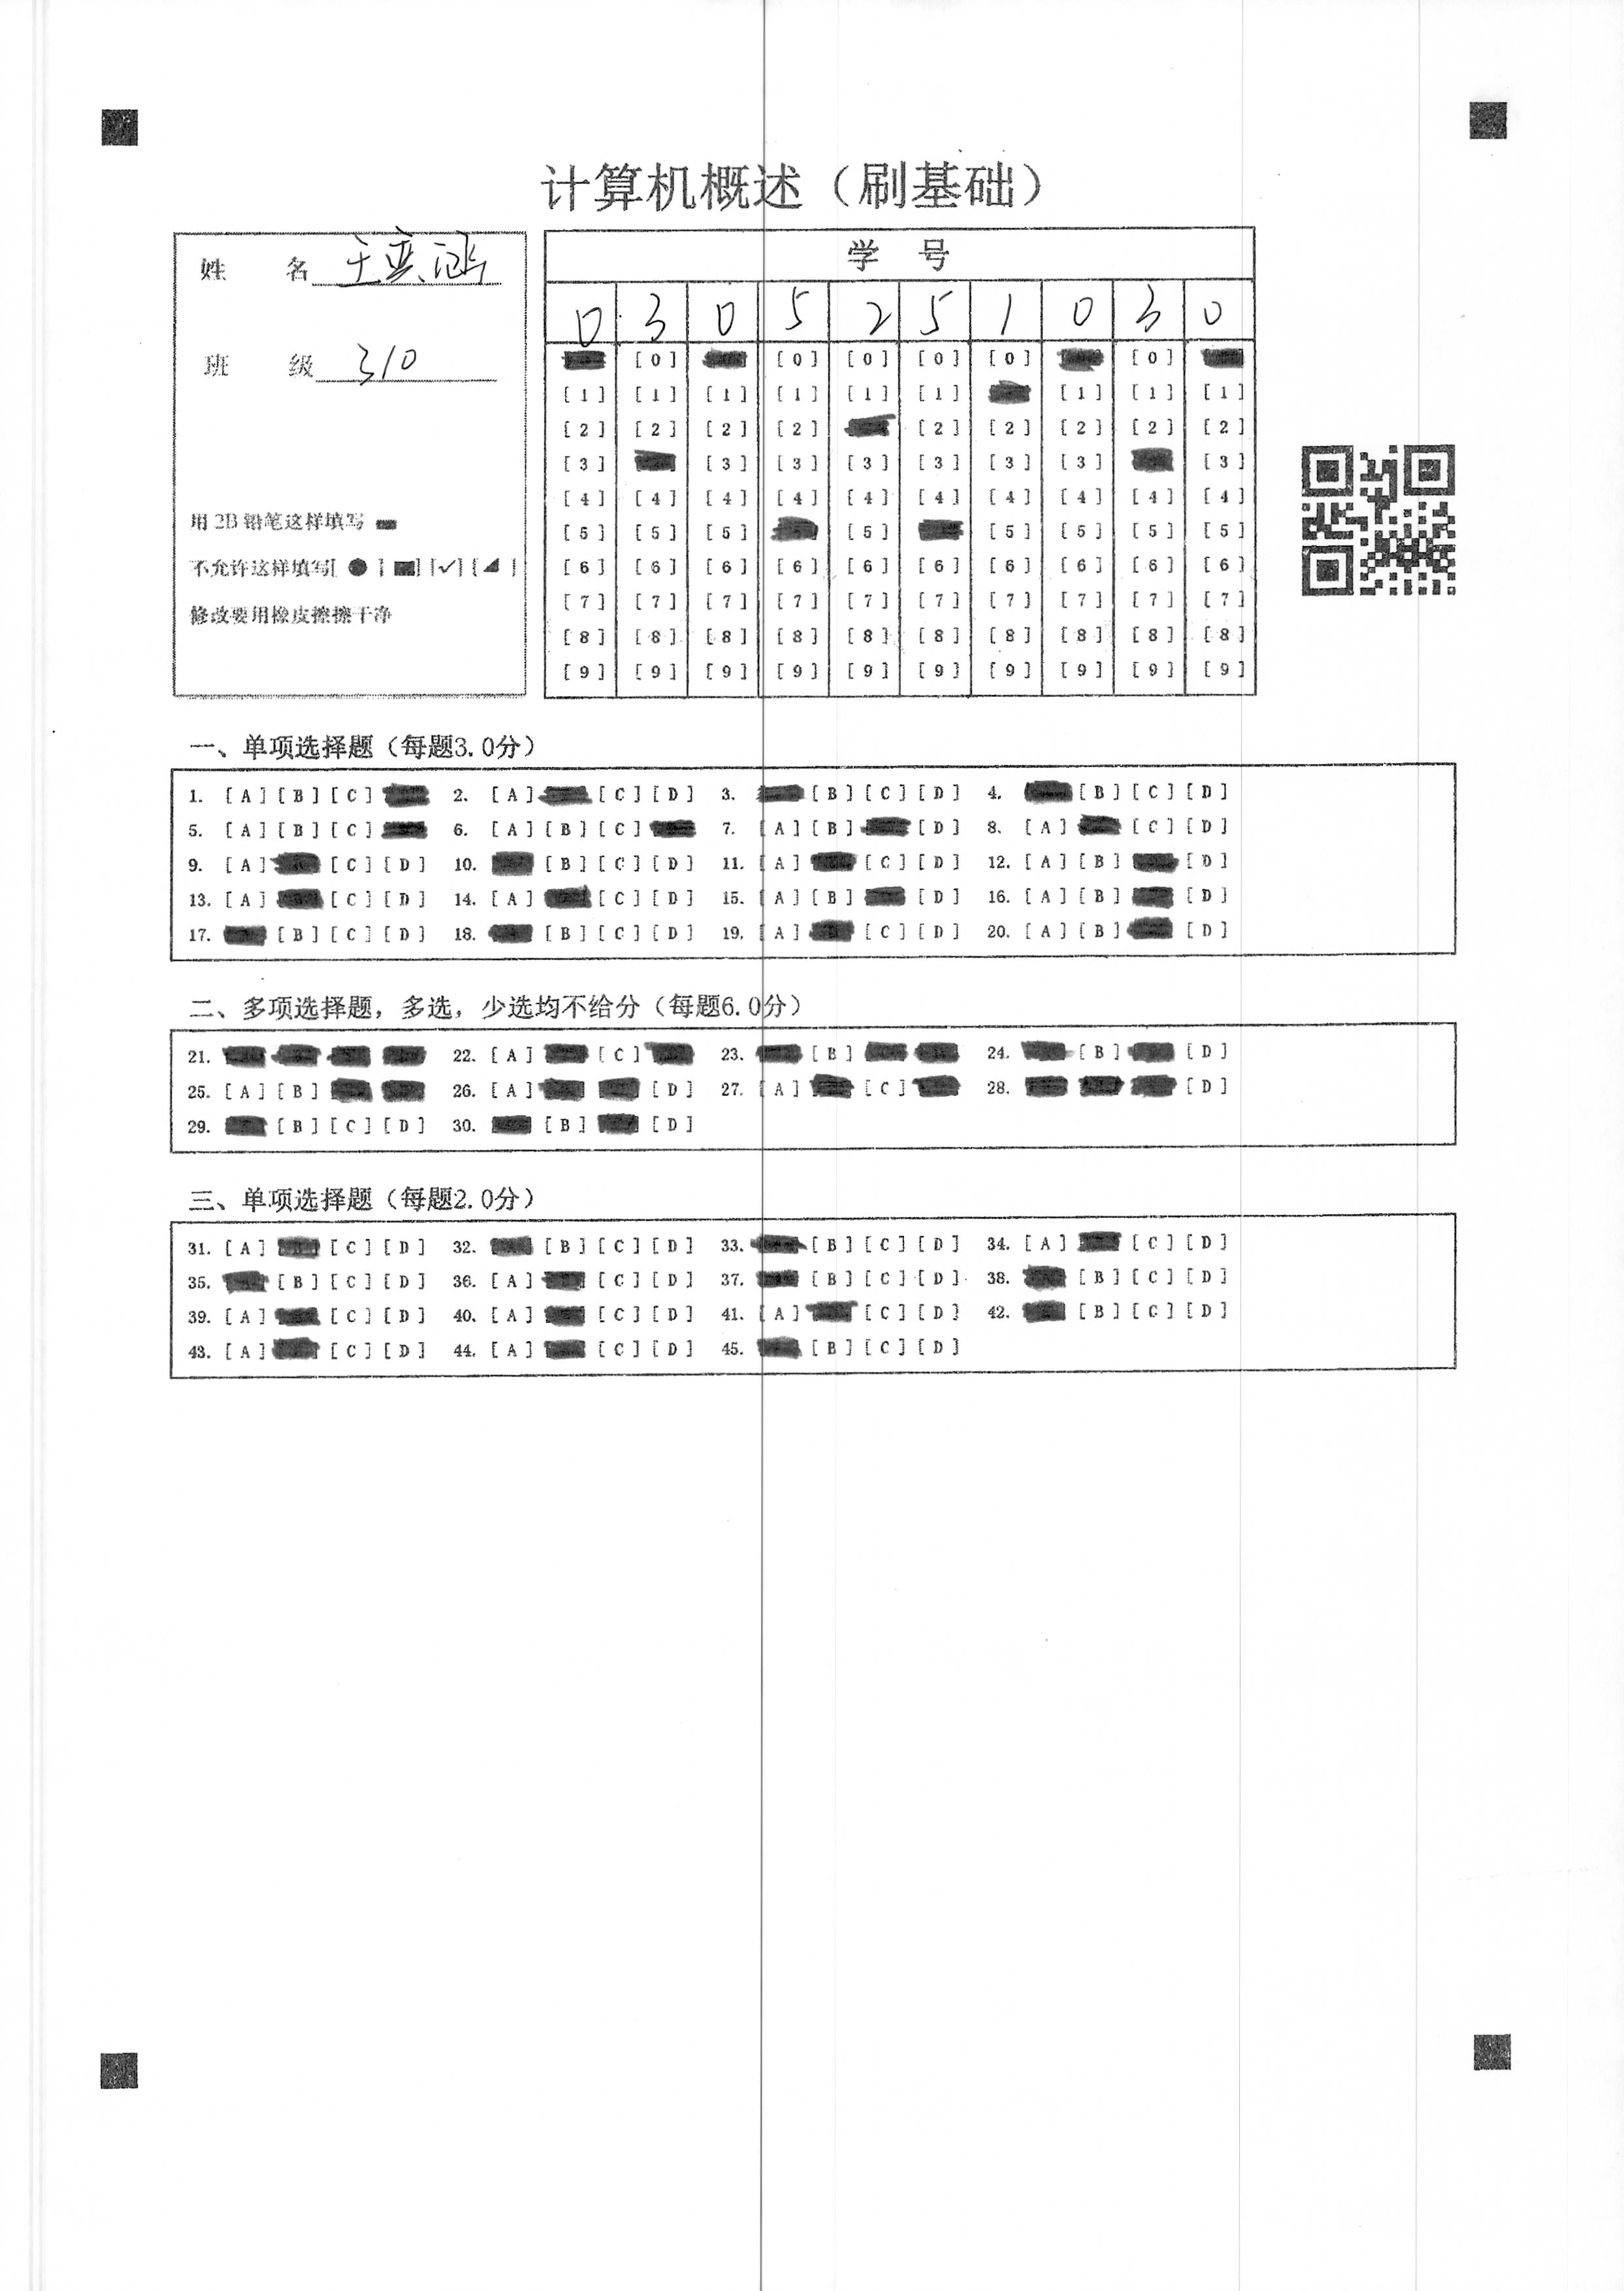 计算机概述（刷基础）
姓 名 王奕涵
班 级 310
用 2B 铅笔这样填写
不允许这样填写[ ● ] [■] [✓] [◢ ]
修改要用橡皮擦擦干净
学 号
0 3 0 5 2 5 1 0 3 0
[0] [0] [0] [0] [0] [0]
[1] [1] [1] [1] [1] [1] [1] [1] [1]
[2] [2] [2] [2] [2] [2] [2] [2] [2]
[3] [3] [3] [3] [3] [3] [3] [3]
[4] [4] [4] [4] [4] [4] [4] [4] [4] [4]
[5] [5] [5] [5] [5] [5] [5] [5]
[6] [6] [6] [6] [6] [6] [6] [6] [6] [6]
[7] [7] [7] [7] [7] [7] [7] [7] [7] [7]
[8] [8] [8] [8] [8] [8] [8] [8] [8] [8]
[9] [9] [9] [9] [9] [9] [9] [9] [9] [9]
一、单项选择题（每题3.0分）
1. [A] [B] [C] 2. [A] [C] [D] 3. [B] [C] [D] 4. [B] [C] [D]
5. [A] [B] [C] 6. [A] [B] [C] 7. [A] [B] [D] 8. [A] [C] [D]
9. [A] [C] [D] 10. [B] [C] [D] 11. [A] [C] [D] 12. [A] [B] [D]
13. [A] [C] [D] 14. [A] [C] [D] 15. [A] [B] [D] 16. [A] [B] [D]
17. [B] [C] [D] 18. [B] [C] [D] 19. [A] [C] [D] 20. [A] [B] [D]
二、多项选择题，多选，少选均不给分（每题6.0分）
21. 22. [A] [C] 23. [B] 24. [B] [D]
25. [A] [B] 26. [A] [D] 27. [A] [C] 28. [D]
29. [B] [C] [D] 30. [B] [D]
三、单项选择题（每题2.0分）
31. [A] [C] [D] 32. [B] [C] [D] 33. [B] [C] [D] 34. [A] [C] [D]
35. [B] [C] [D] 36. [A] [C] [D] 37. [B] [C] [D] 38. [B] [C] [D]
39. [A] [C] [D] 40. [A] [C] [D] 41. [A] [C] [D] 42. [B] [C] [D]
43. [A] [C] [D] 44. [A] [C] [D] 45. [B] [C] [D]